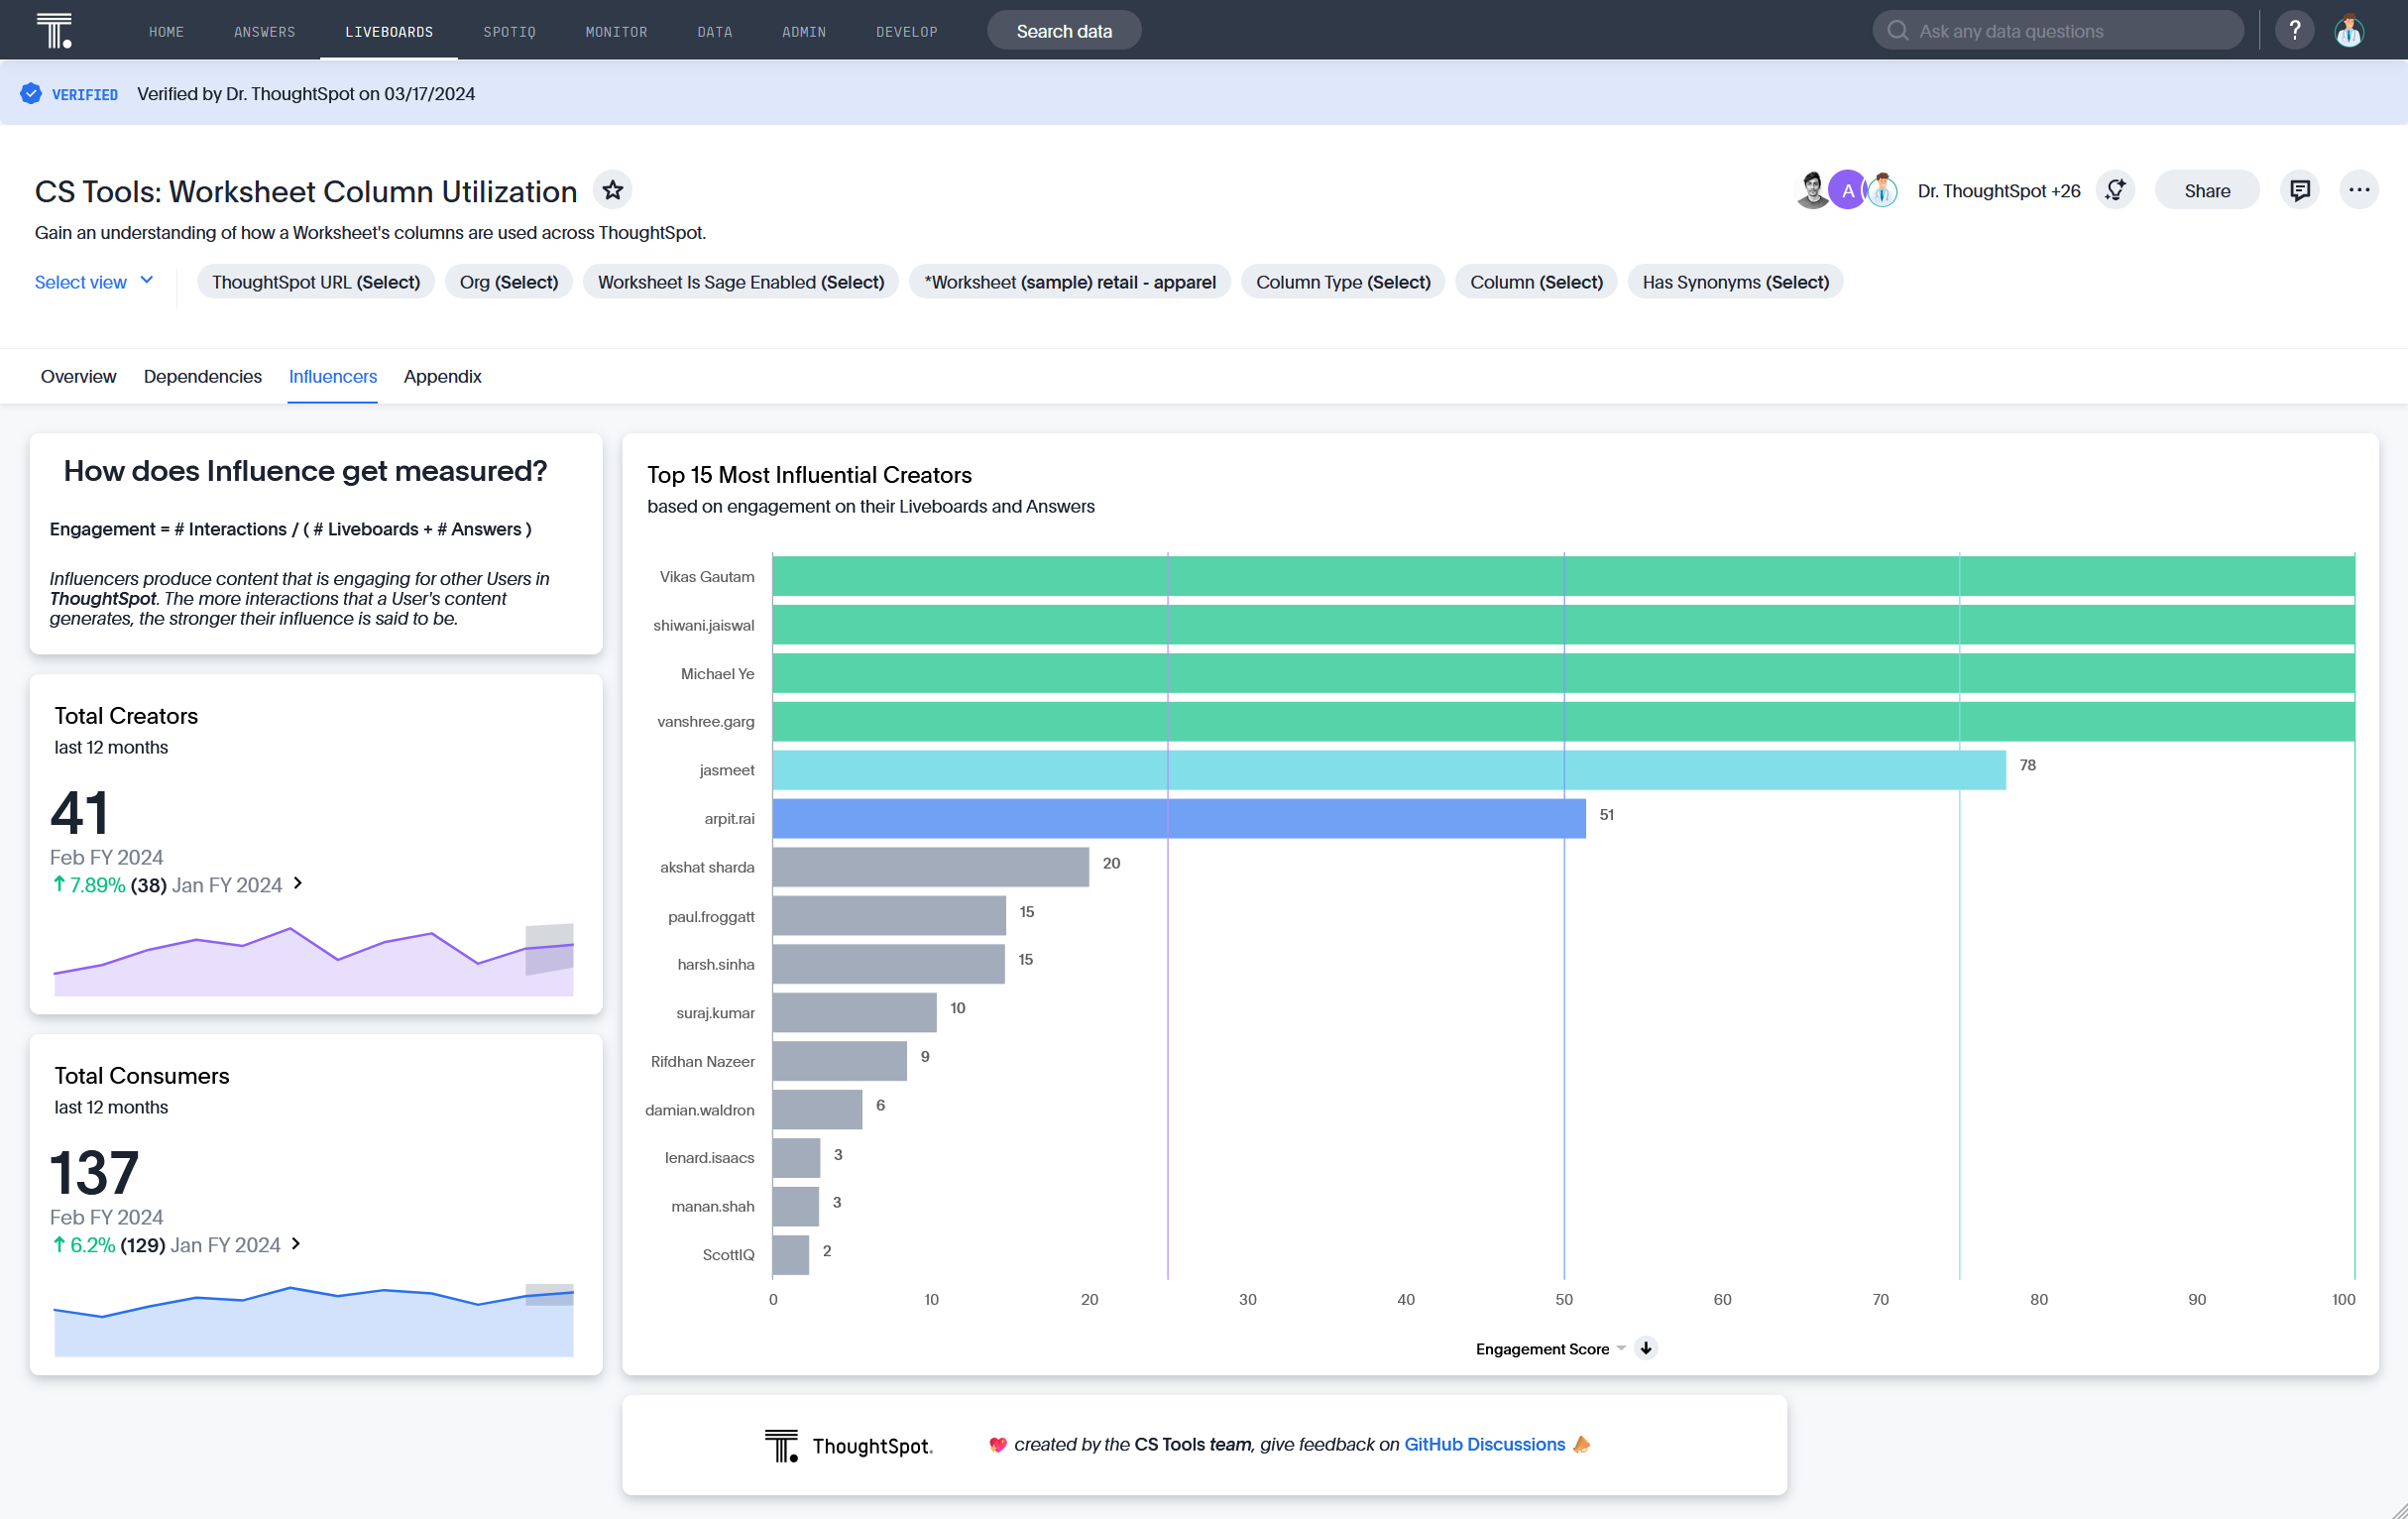 T.
HOME ANSWERS LIVEBOARDS SPOTIQ MONITOR DATA ADMIN DEVELOP Search data Ask any data questions ?
VERIFIED Verified by Dr. ThoughtSpot on 03/17/2024
CS Tools: Worksheet Column Utilization
A Dr. ThoughtSpot +26 Share
Gain an understanding of how a Worksheet's columns are used across ThoughtSpot.
Select view ThoughtSpot URL (Select) Org (Select) Worksheet Is Sage Enabled (Select) *Worksheet (sample) retail - apparel Column Type (Select) Column (Select) Has Synonyms (Select)
Overview Dependencies Influencers Appendix
How does Influence get measured?
Engagement = # Interactions / ( # Liveboards + # Answers )
Influencers produce content that is engaging for other Users in
ThoughtSpot. The more interactions that a User's content
generates, the stronger their influence is said to be.
Total Creators
last 12 months
41
Feb FY 2024
↑ 7.89% (38) Jan FY 2024
Total Consumers
last 12 months
137
Feb FY 2024
↑ 6.2% (129) Jan FY 2024
Top 15 Most Influential Creators
based on engagement on their Liveboards and Answers
Vikas Gautam
shiwani.jaiswal
Michael Ye
vanshree.garg
jasmeet 78
arpit.rai 51
akshat sharda 20
paul.froggatt 15
harsh.sinha 15
suraj.kumar 10
Rifdhan Nazeer 9
damian.waldron 6
lenard.isaacs 3
manan.shah 3
ScottIQ 2
0 10 20 30 40 50 60 70 80 90 100
Engagement Score
T. ThoughtSpot. 💖 created by the CS Tools team, give feedback on GitHub Discussions 📣